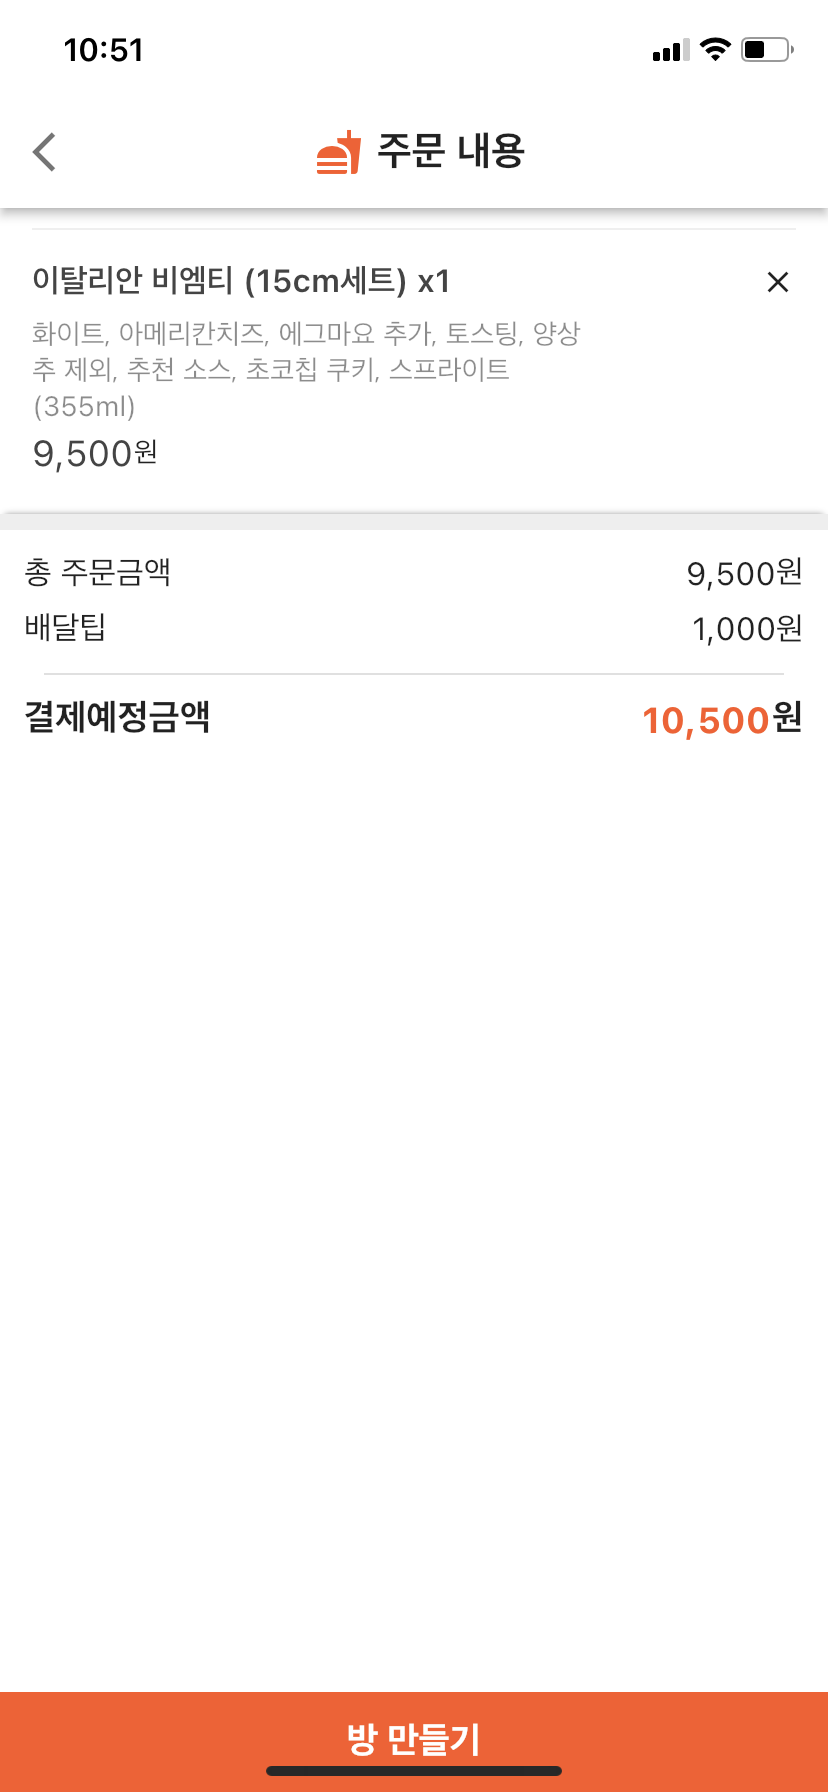 10:51
주문 내용
이탈리안 비엠티 (15cm세트) x1
화이트, 아메리칸치즈, 에그마요 추가, 토스팅, 양상
추 제외, 추천 소스, 초코칩 쿠키, 스프라이트
(355ml)
9,500원
총 주문금액 9,500원
배달팁 1,000원
결제예정금액 10,500원
방 만들기